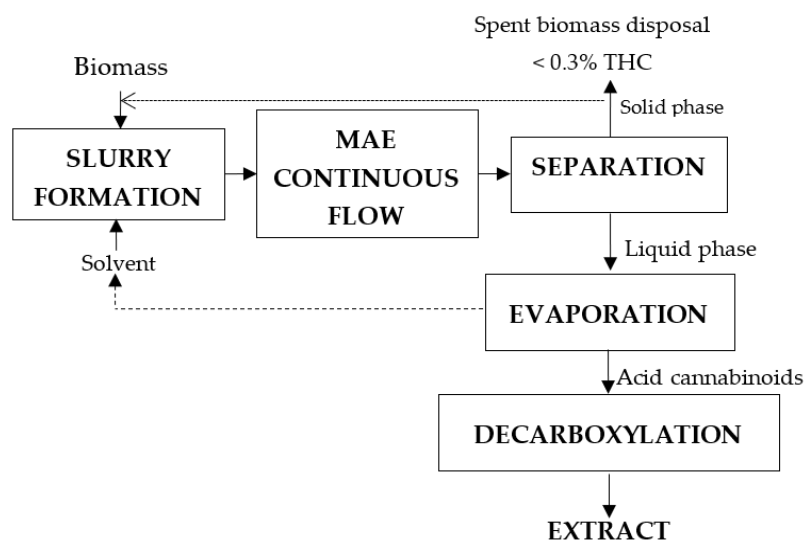 Spent biomass disposal
< 0.3% THC
Biomass
Solid phase
SLURRY
FORMATION
MAE
CONTINUOUS
FLOW
SEPARATION
Liquid phase
Solvent
EVAPORATION
Acid cannabinoids
DECARBOXYLATION
EXTRACT